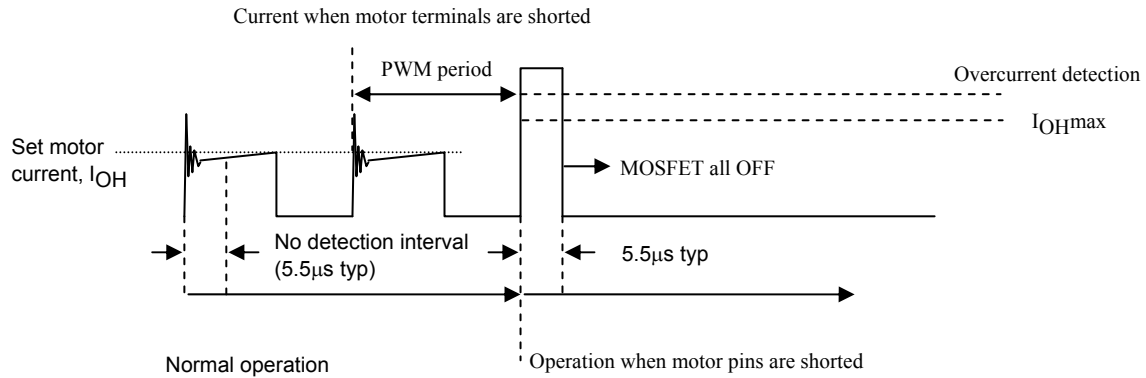 Current when motor terminals are shorted
PWM period
Overcurrent detection
IOHmax
Set motor
current, IOH
MOSFET all OFF
No detection interval
(5.5μs typ)
5.5μs typ
Normal operation
Operation when motor pins are shorted